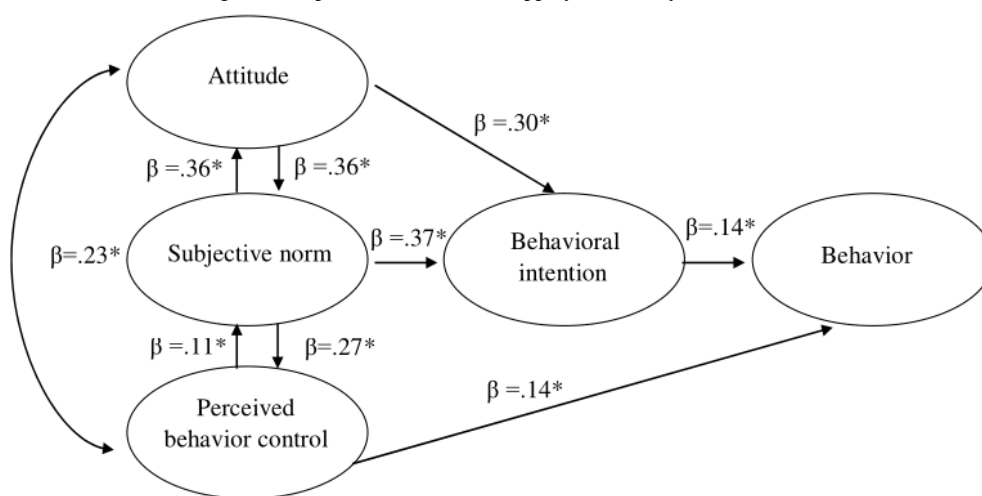 Attitude
β =.30*
β =.36*
β =.36*
β=.23*
Subjective norm
β =.37*
Behavioral
intention
β=.14*
Behavior
β =.11*
β=.27*
Perceived
behavior control
β =.14*